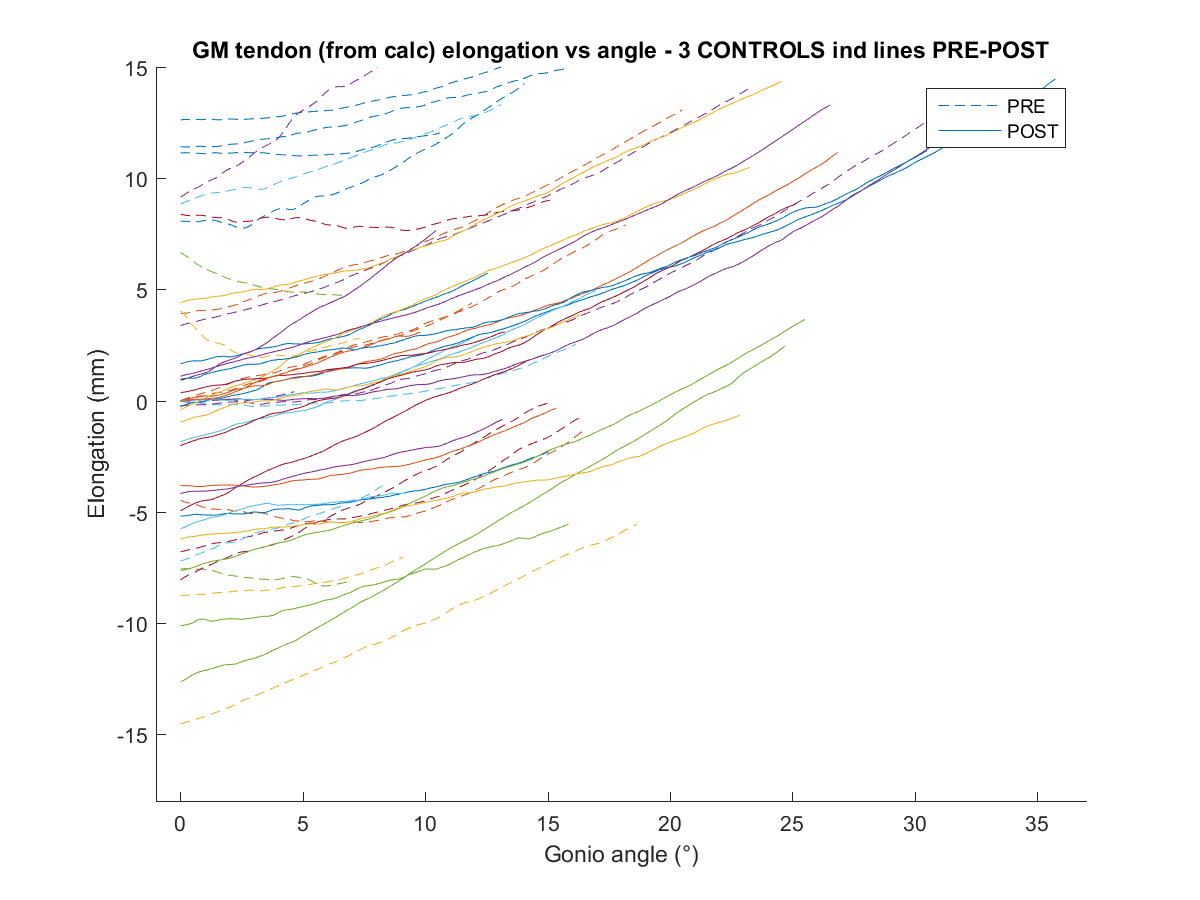 GM tendon (from calc) elongation vs angle - 3 CONTROLS ind lines PRE-POST
PRE
POST
15
10
5
0
-5
-10
-15
Elongation (mm)
0 5 10 15 20 25 30 35
Gonio angle (°)